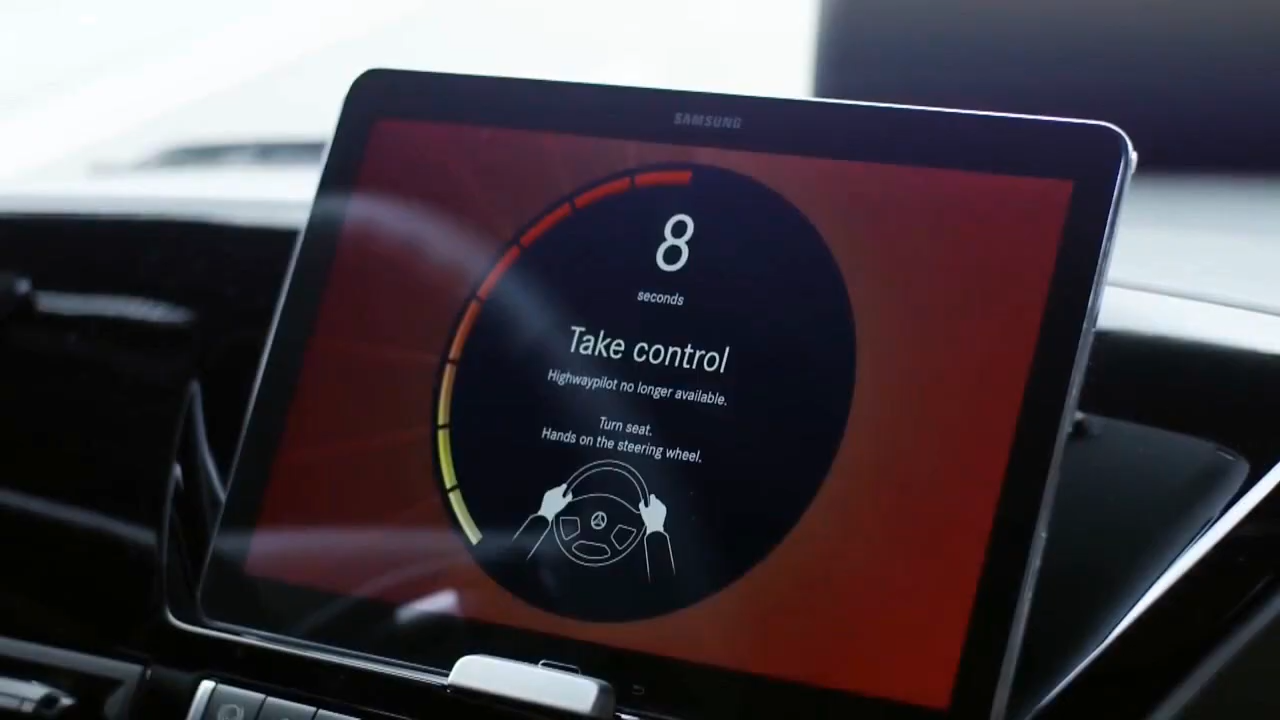 SAMSUNG
8
seconds
Take control
Highwaypilot no longer available.
Turn seat.
Hands on the steering wheel.